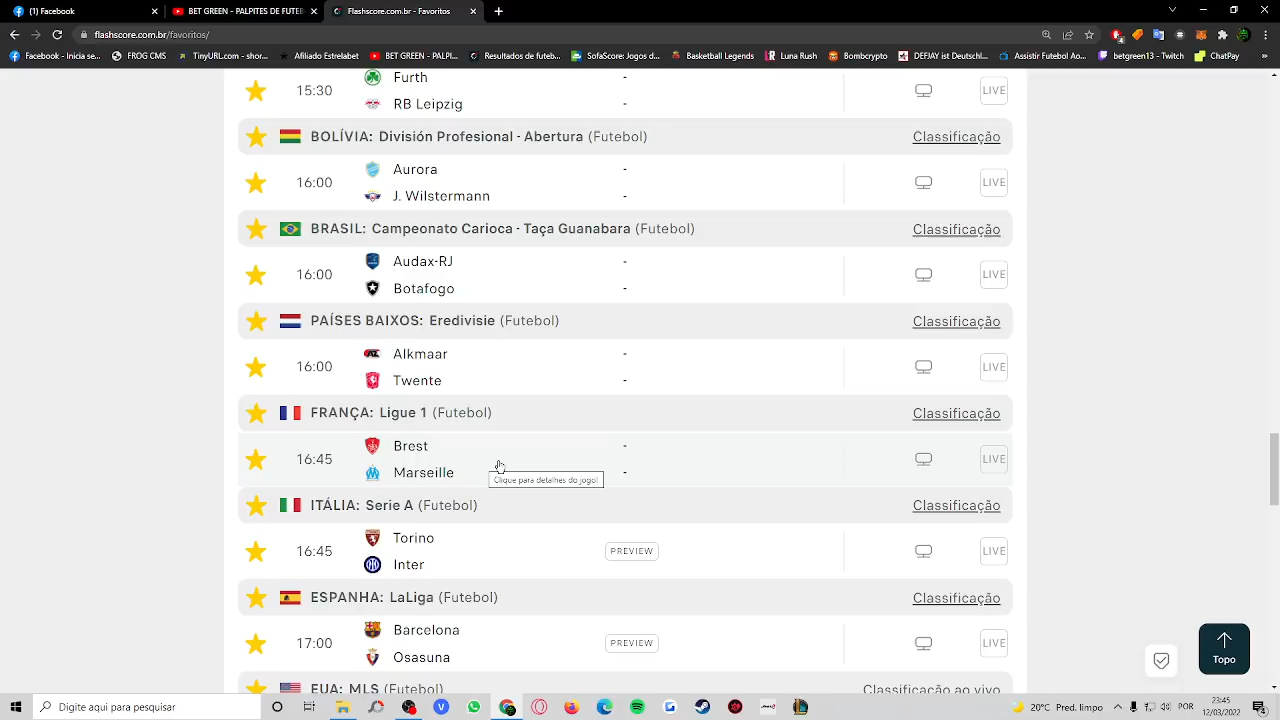 (1) Facebook
BET GREEN - PALPITES DE FUTEB
Flashscore.com.br - Favoritos
flashscore.com.br/favoritos/
Facebook - Inicia se...
FROG CMS
TinyURL.com - shor...
Afiliado Estrelabet
BET GREEN - PALPI...
Resultados de futeb...
SofaScore Jogos d...
Basketball Legends
Luna Rush
Bombcrypto
DEEJAY ist Deutschl...
Assistir Futebol ao...
betgreen13 - Twitch
ChatPay
Furth -
15:30 LIVE
RB Leipzig -
BOLÍVIA: División Profesional - Abertura (Futebol) Classificação
Aurora -
16:00 LIVE
J. Wilstermann -
BRASIL: Campeonato Carioca - Taça Guanabara (Futebol) Classificação
Audax-RJ -
16:00 LIVE
Botafogo -
PAÍSES BAIXOS: Eredivisie (Futebol) Classificação
Alkmaar -
16:00 LIVE
Twente -
FRANÇA: Ligue 1 (Futebol) Classificação
Brest -
16:45 LIVE
Marseille -
Clique para detalhes do jogo!
ITÁLIA: Serie A (Futebol) Classificação
Torino
16:45 PREVIEW LIVE
Inter
ESPANHA: LaLiga (Futebol) Classificação
Barcelona
17:00 PREVIEW LIVE
Osasuna
Topo
EUA: MLS (Futebol) Classificação ao vivo
Digite aqui para pesquisar
20°C Pred. limpo
POR
23:45
12/03/2022